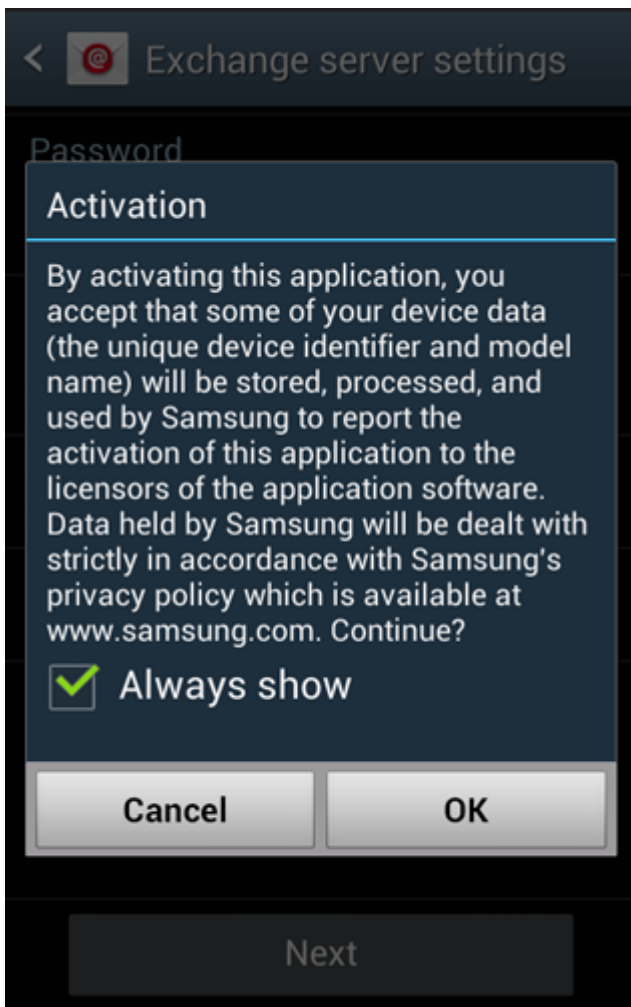 Exchange server settings
Password
Activation
By activating this application, you
accept that some of your device data
(the unique device identifier and model
name) will be stored, processed, and
used by Samsung to report the
activation of this application to the
licensors of the application software.
Data held by Samsung will be dealt with
strictly in accordance with Samsung's
privacy policy which is available at
www.samsung.com. Continue?
Always show
Cancel OK
Next